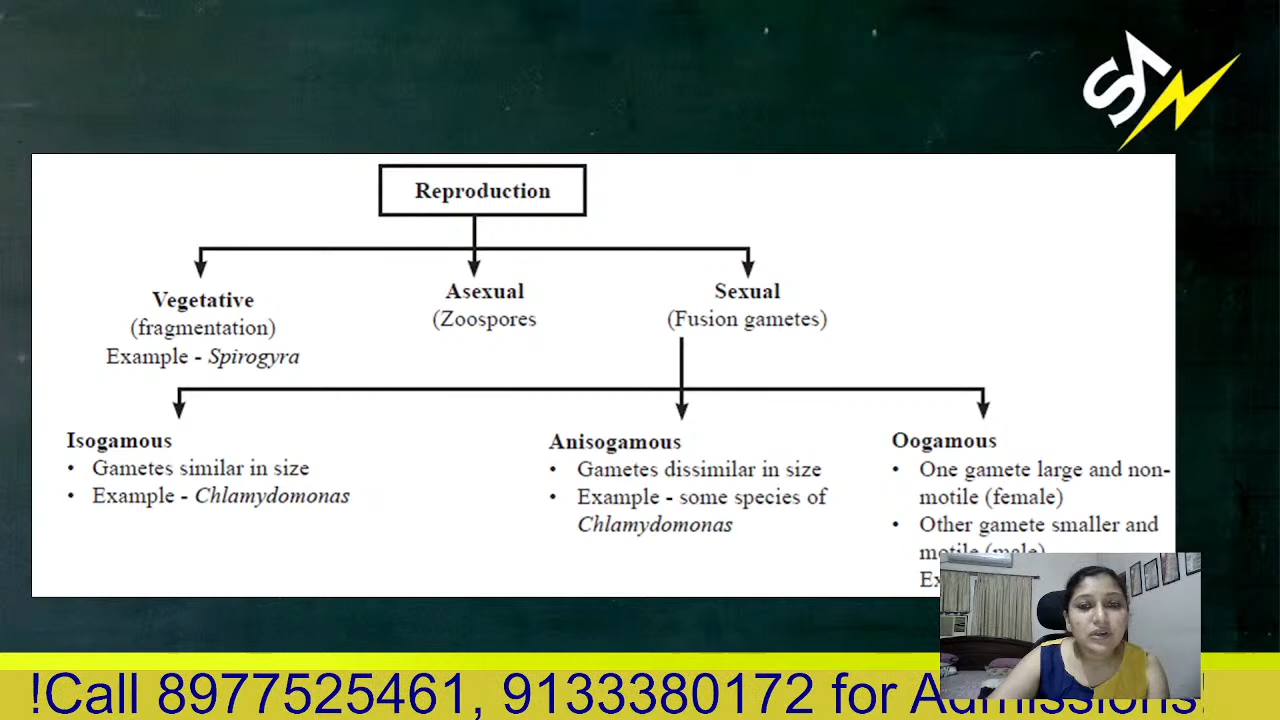 SAN
Reproduction
Vegetative
(fragmentation)
Example - Spirogyra
Asexual
(Zoospores
Sexual
(Fusion gametes)
Isogamous
• Gametes similar in size
• Example - Chlamydomonas
Anisogamous
• Gametes dissimilar in size
• Example - some species of
Chlamydomonas
Oogamous
• One gamete large and non-
motile (female)
• Other gamete smaller and
motile (male)
!Call 8977525461, 9133380172 for Admissions!